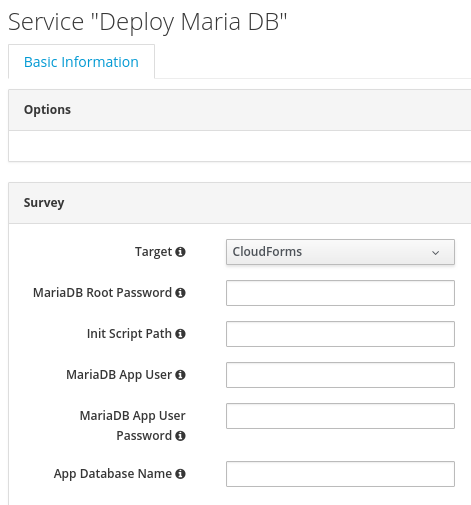 Service "Deploy Maria DB"
Basic Information
Options
Survey
Target
CloudForms
MariaDB Root Password
Init Script Path
MariaDB App User
MariaDB App User
Password
App Database Name